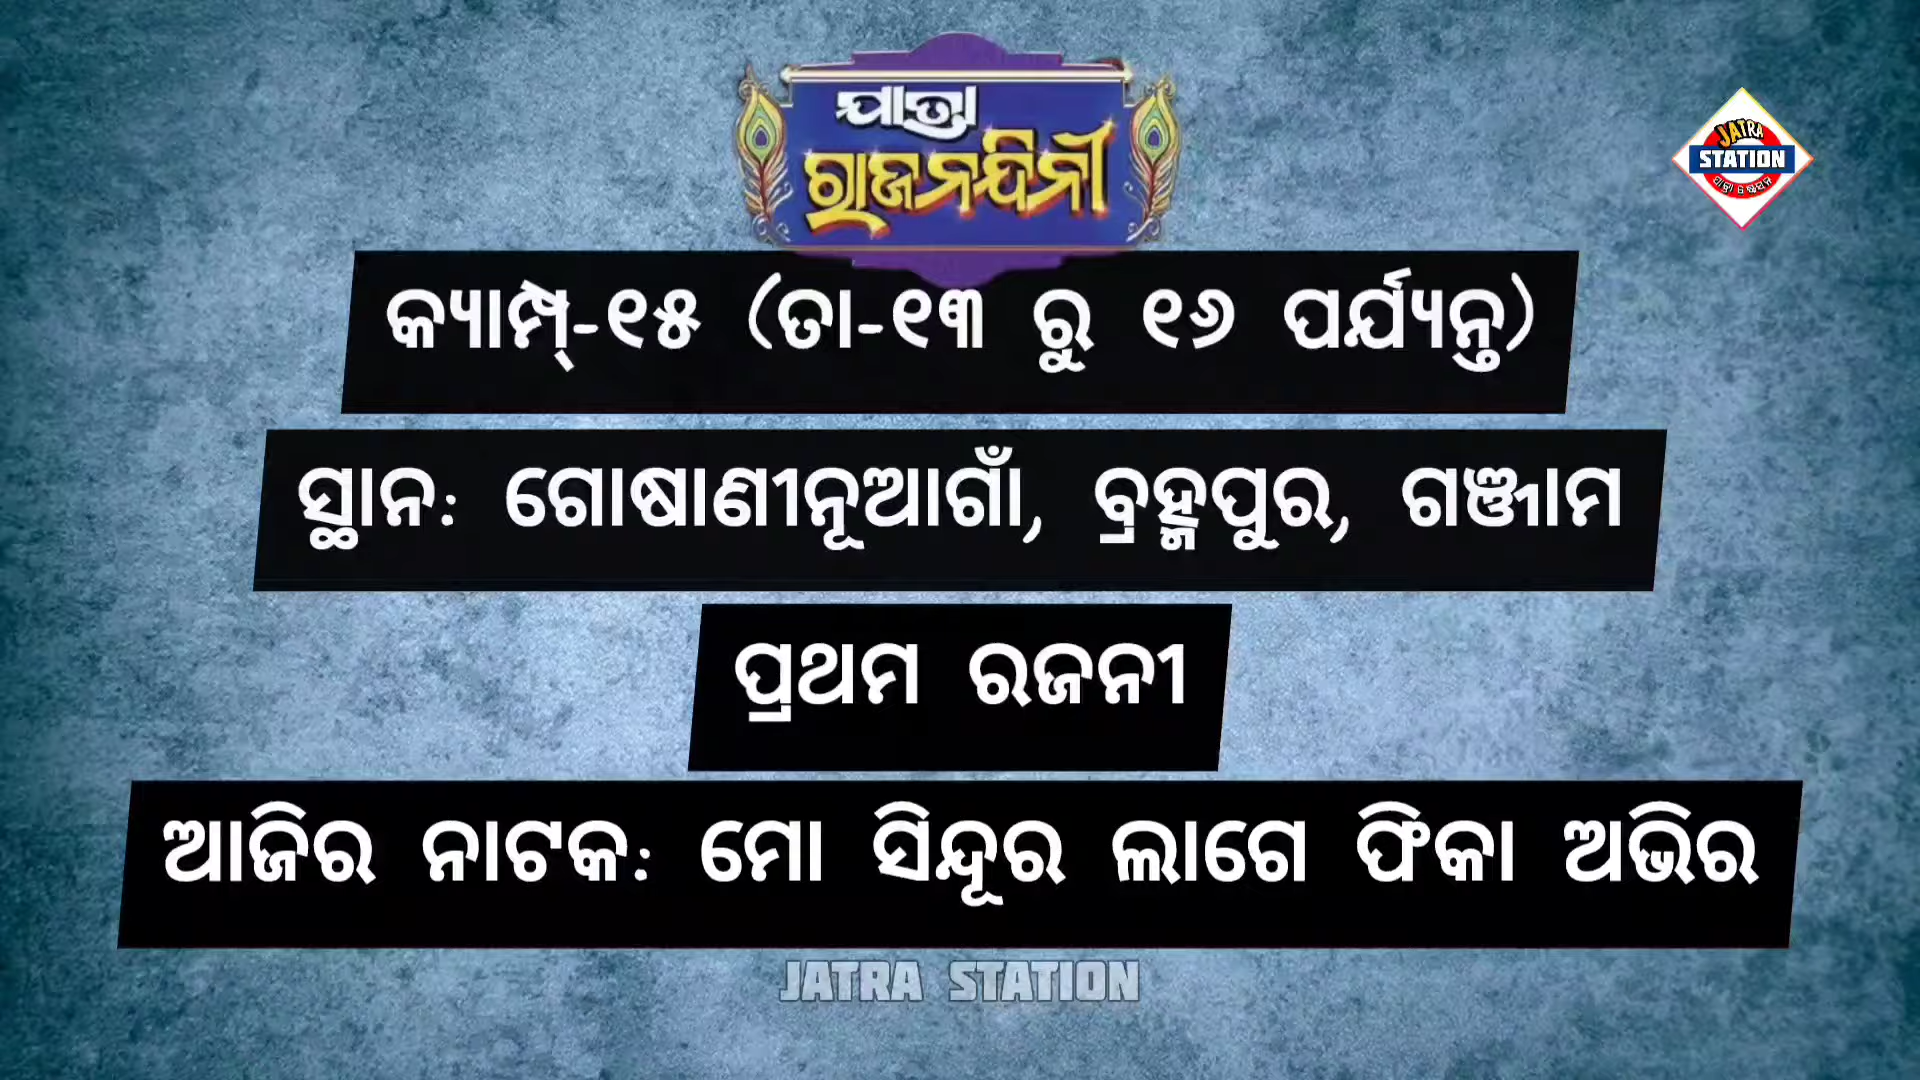 ଯାତ୍ରା
ରାଜନନ୍ଦିନୀ
JATRA
STATION
କ୍ୟାମ୍ପ୍-୧୫ (ତା-୧୩ ରୁ ୧୬ ପର୍ଯ୍ୟନ୍ତ)
ସ୍ଥାନ: ଗୋଷାଣୀନୂଆଗାଁ, ବ୍ରହ୍ମପୁର, ଗଞ୍ଜାମ
ପ୍ରଥମ ରଜନୀ
ଆଜିର ନାଟକ: ମୋ ସିନ୍ଦୂର ଲାଗେ ଫିକା ଅଭିର
JATRA STATION